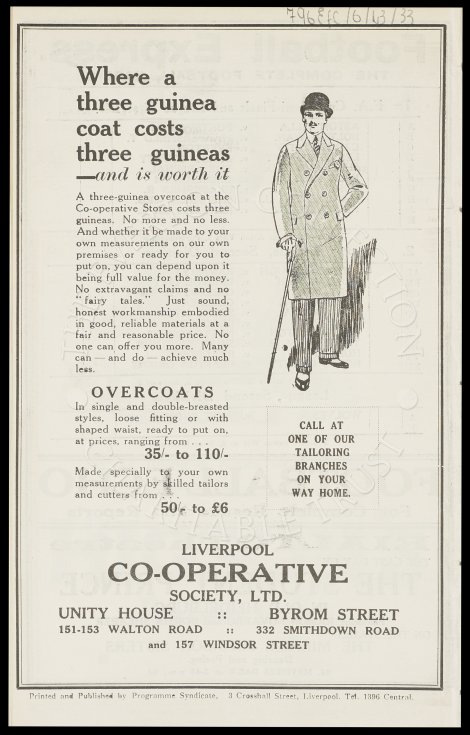 796EFC/6/43/33
Where a
three guinea
coat costs
three guineas
—and is worth it
A three-guinea overcoat at the
Co-operative Stores costs three
guineas. No more and no less.
And whether it be made to your
own measurements on our own
premises or ready for you to
put on, you can depend upon it
being full value for the money.
No extravagant claims and no
"fairy tales." Just sound,
honest workmanship embodied
in good, reliable materials at a
fair and reasonable price. No
one can offer you more. Many
can—and do—achieve much
less.
OVERCOATS
In single and double-breasted
styles, loose fitting or with
shaped waist, ready to put on,
at prices, ranging from . . .
35/- to 110/-
Made specially to your own
measurements by skilled tailors
and cutters from . . .
50/- to £6
CALL AT
ONE OF OUR
TAILORING
BRANCHES
ON YOUR
WAY HOME.
LIVERPOOL
CO-OPERATIVE
SOCIETY, LTD.
UNITY HOUSE :: BYROM STREET
151-153 WALTON ROAD :: 332 SMITHDOWN ROAD
and 157 WINDSOR STREET
Printed and Published by Programme Syndicate, 3 Crosshall Street, Liverpool. Tel. 1396 Central.